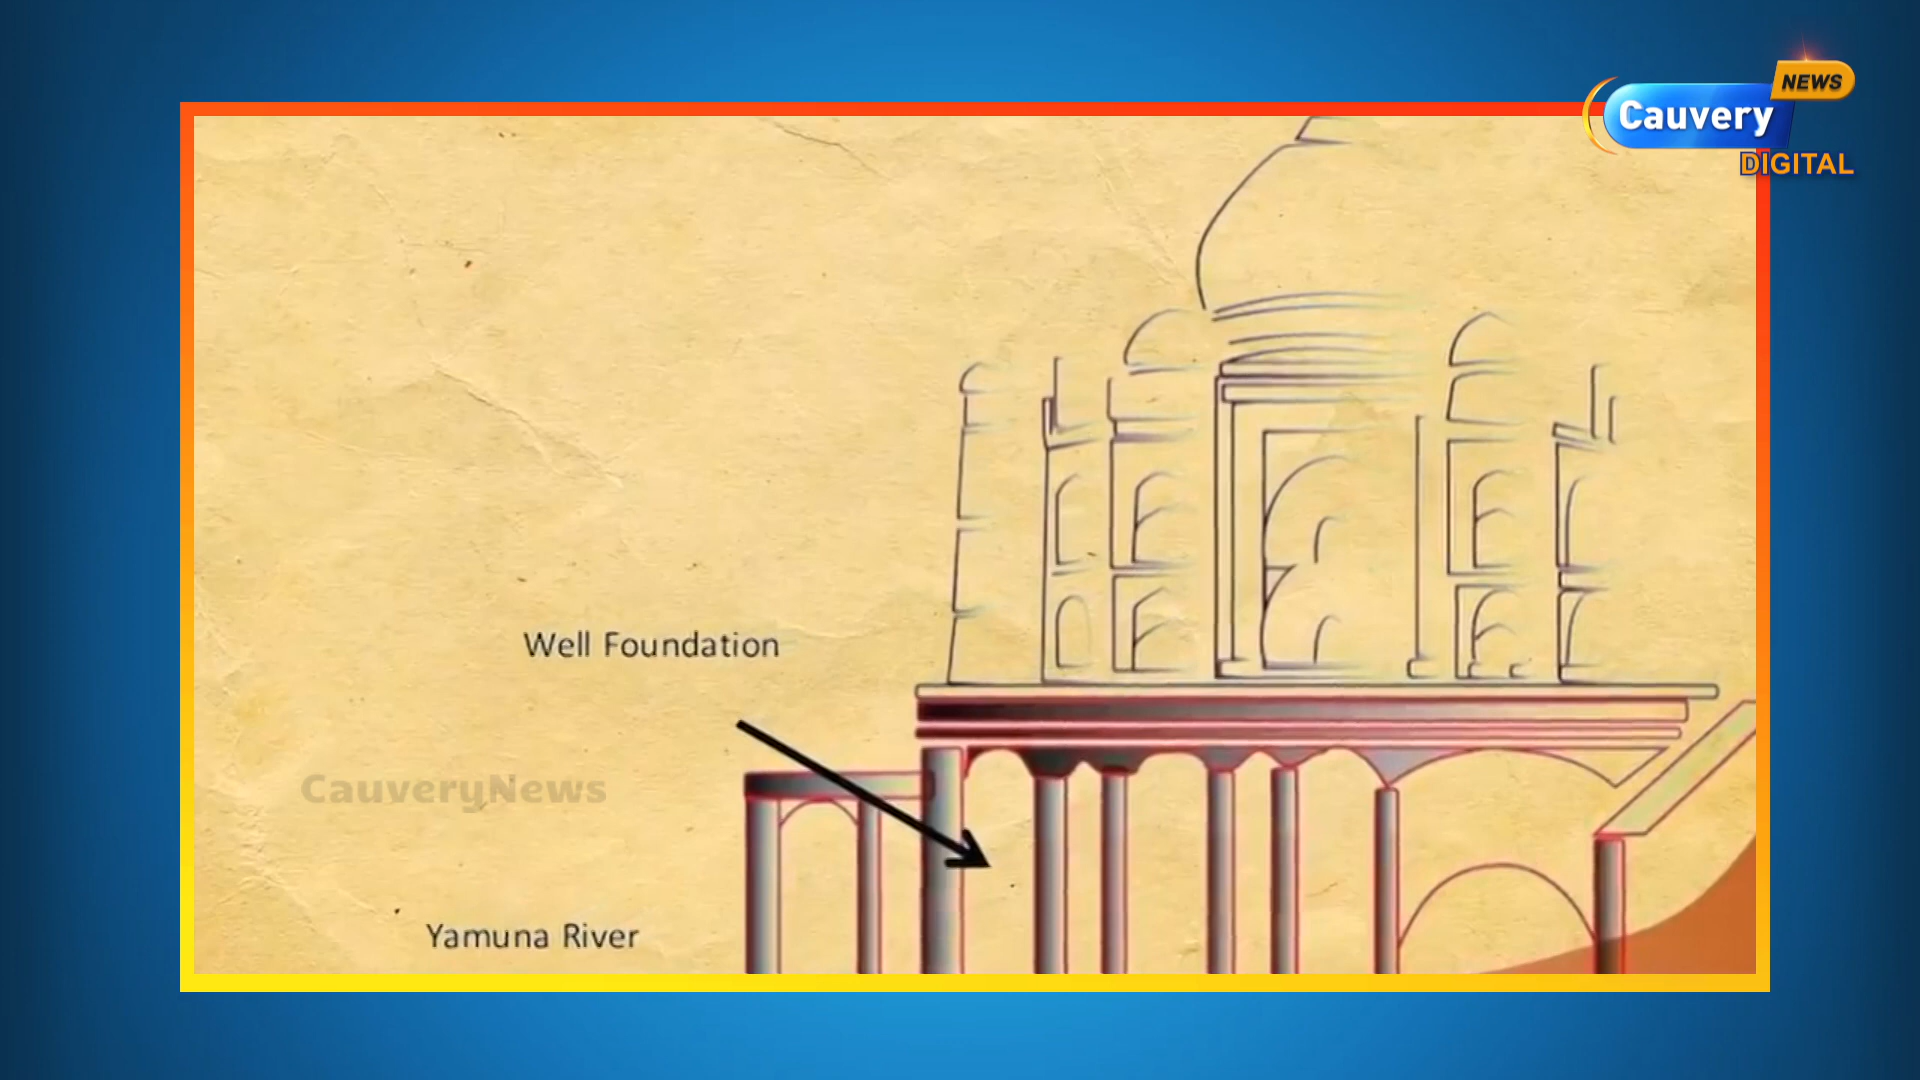 NEWS
Cauvery
DIGITAL
Well Foundation
CauveryNews
Yamuna River